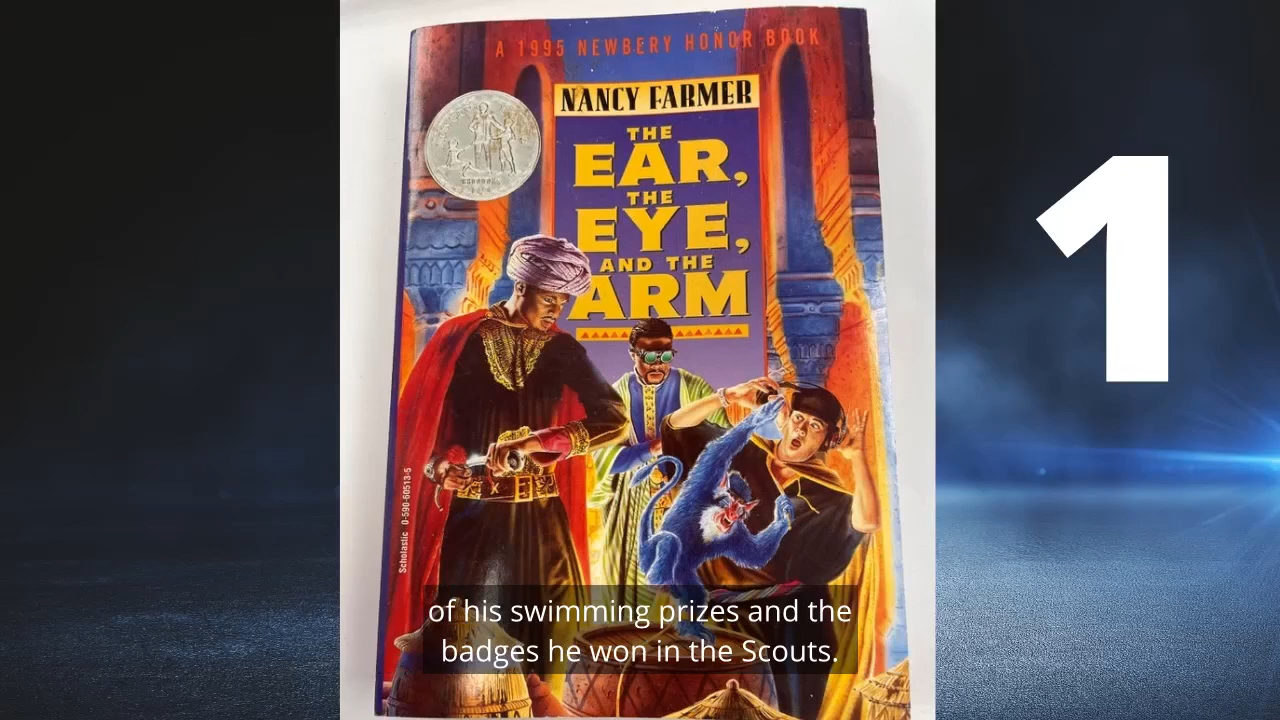 A 1995 NEWBERY HONOR BOOK
NANCY FARMER
THE
EAR,
THE
EYE,
AND THE
ARM
1
Scholastic 0-590-60513-5
of his swimming prizes and the
badges he won in the Scouts.